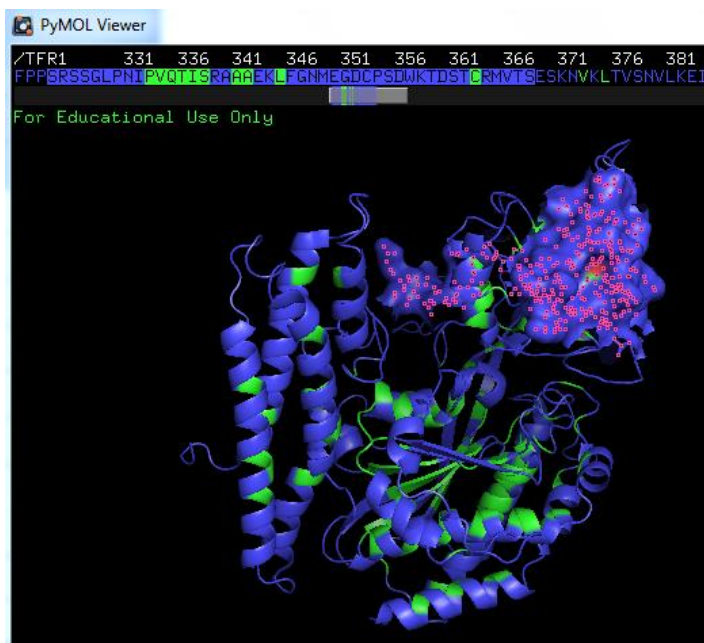 PyMOL Viewer
/TFR1 331 336 341 346 351 356 361 366 371 376 381
FPPSRSSGLPNIPVQTISRAAAEKLFGNMEGDCPSDWKTDSTCRMVTSESKNVKLTVSNVLKEI
For Educational Use Only